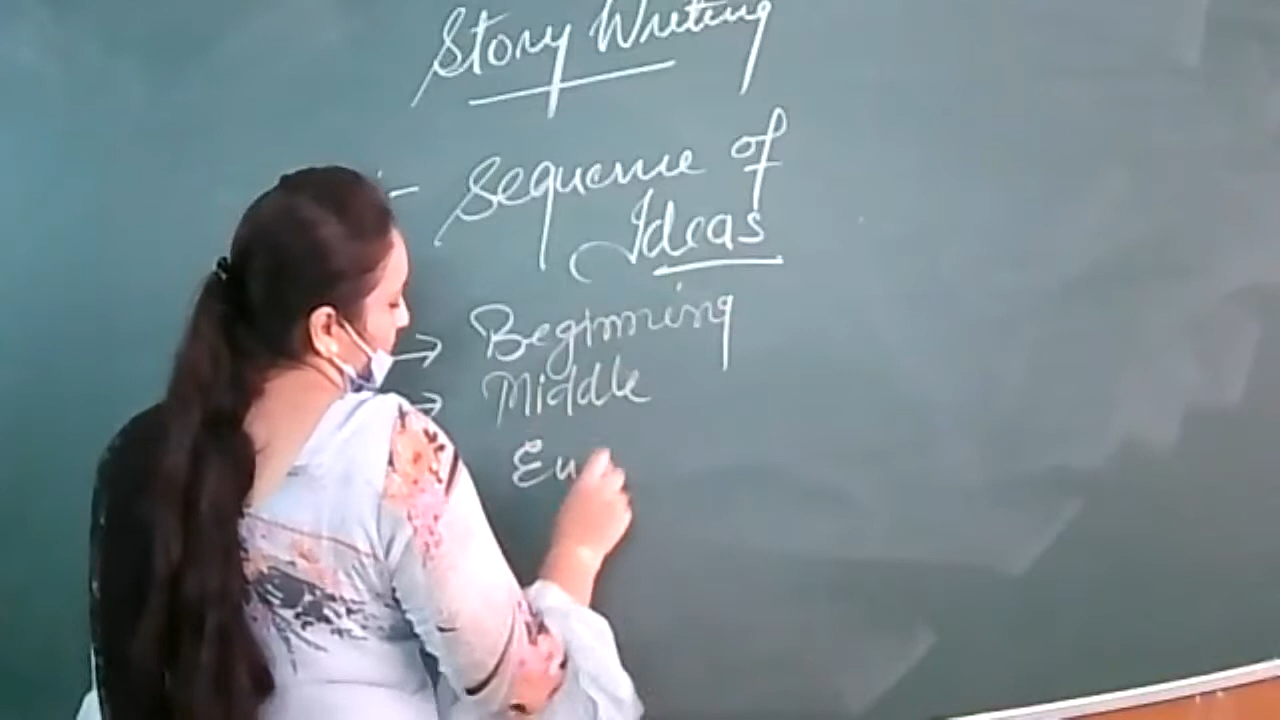 Story Writing
:- Sequence of
Ideas
→ Beginning
→ Middle
En